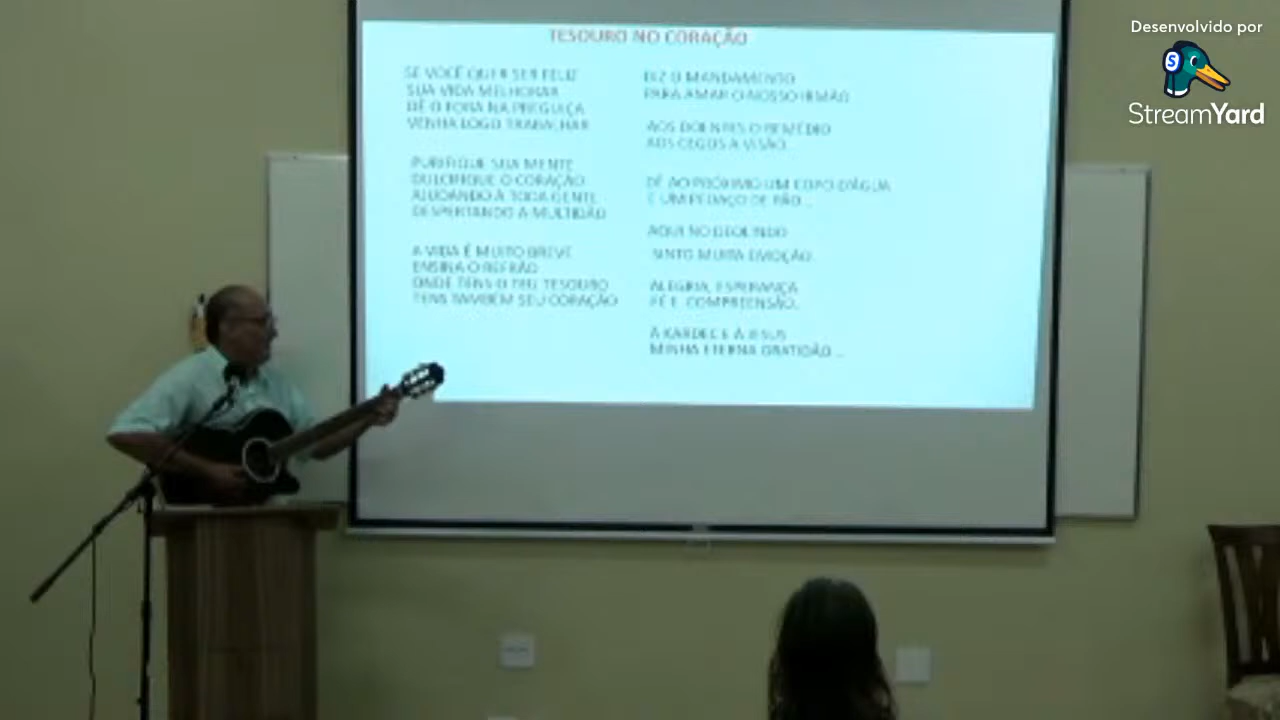 Desenvolvido por
StreamYard
TESOURO NO CORAÇÃO
SE VOCÊ QUER SER FELIZ
SUA VIDA MELHORAR
DÊ O FORA NA PREGUIÇA
VENHA LOGO TRABALHAR
PURIFIQUE SUA MENTE
DULCIFIQUE O CORAÇÃO
AJUDANDO À TODA GENTE
DESPERTANDO A MULTIDÃO
A VIDA É MUITO BREVE
ENSINA O REFRÃO
ONDE TENS O TEU TESOURO
TENS TAMBÉM SEU CORAÇÃO
DIZ O MANDAMENTO
PARA AMAR O NOSSO IRMÃO
AOS DOENTES O REMÉDIO
AOS CEGOS A VISÃO...
DÊ AO PRÓXIMO UM COPO D'ÁGUA
E UM PEDAÇO DE PÃO...
AQUI NO DEOLINDO
SINTO MUITA EMOÇÃO.
ALEGRIA, ESPERANÇA
FÉ E COMPREENSÃO.
À KARDEC E À JESUS
MINHA ETERNA GRATIDÃO...